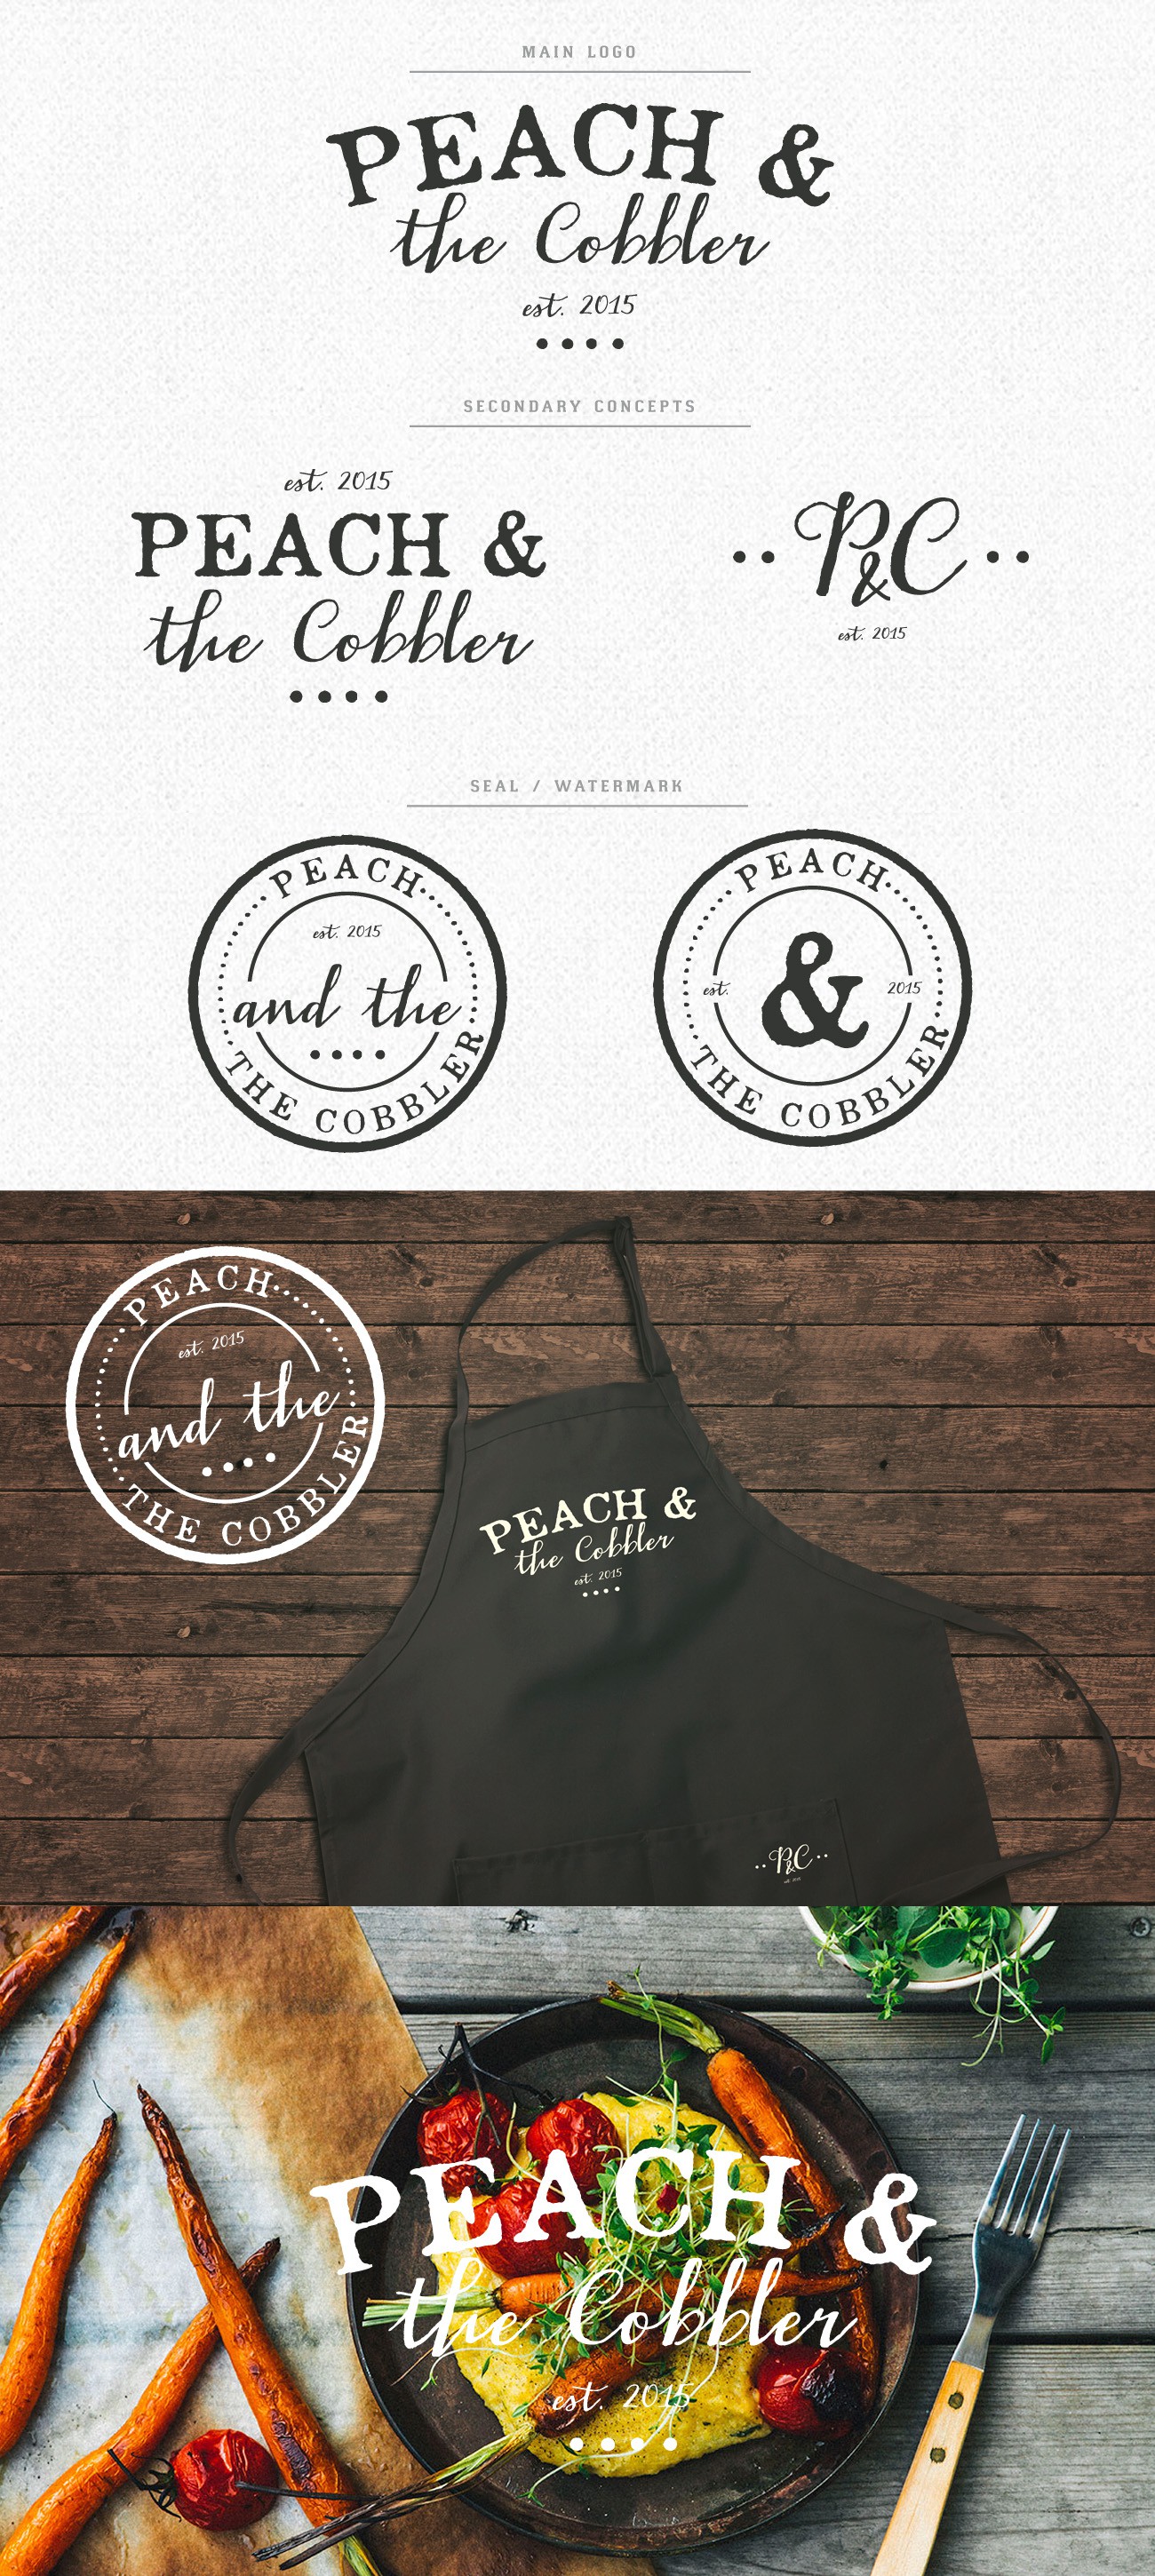 MAIN LOGO
PEACH &
the Cobbler
est. 2015
SECONDARY CONCEPTS
est. 2015
PEACH &
the Cobbler
P&C
est. 2015
SEAL / WATERMARK
PEACH
est. 2015
and the
THE COBBLER
PEACH
est. & 2015
THE COBBLER
PEACH
est. 2015
and the
THE COBBLER
PEACH &
the Cobbler
est. 2015
P&C
PEACH &
the Cobbler
est. 2015